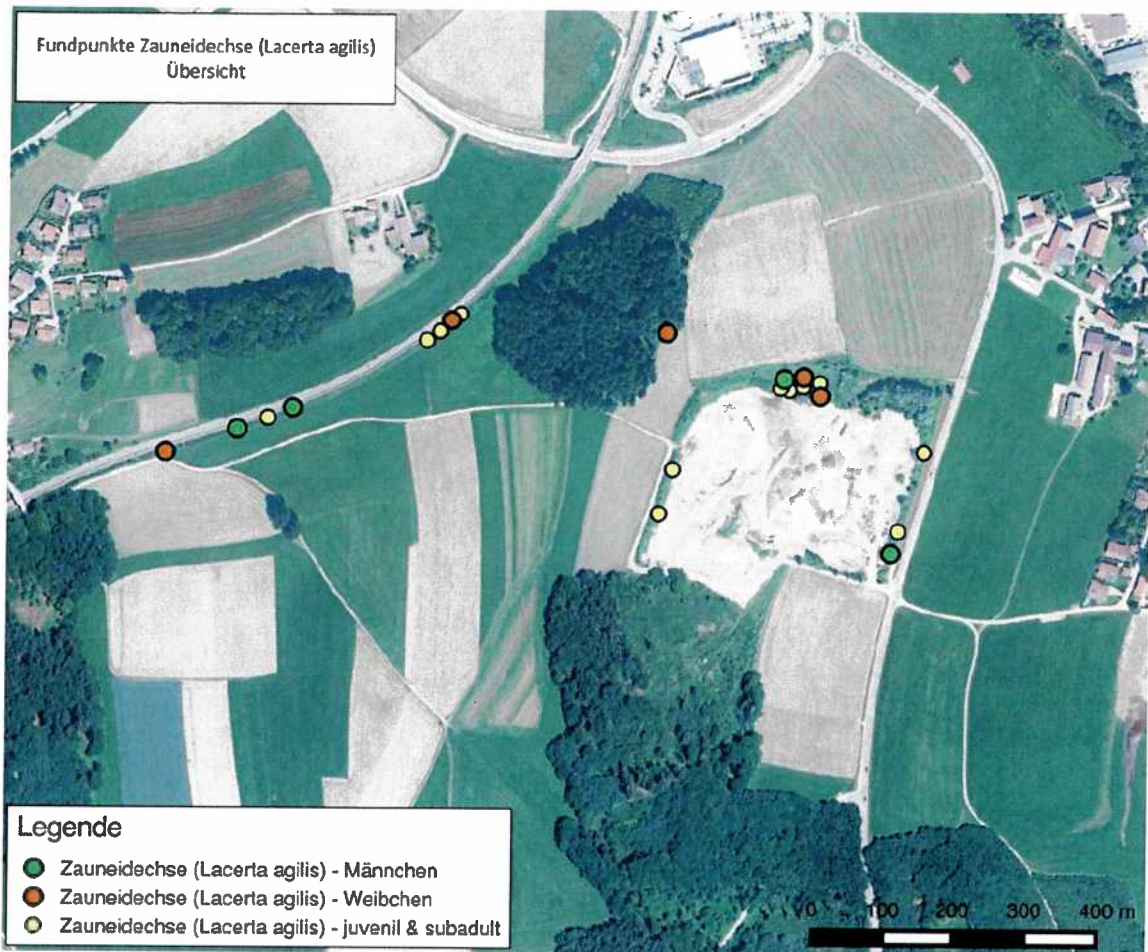 Fundpunkte Zauneidechse (Lacerta agilis)
Übersicht
Legende
Zauneidechse (Lacerta agilis) - Männchen
Zauneidechse (Lacerta agilis) - Weibchen
Zauneidechse (Lacerta agilis) - juvenil & subadult
0 100 200 300 400 m